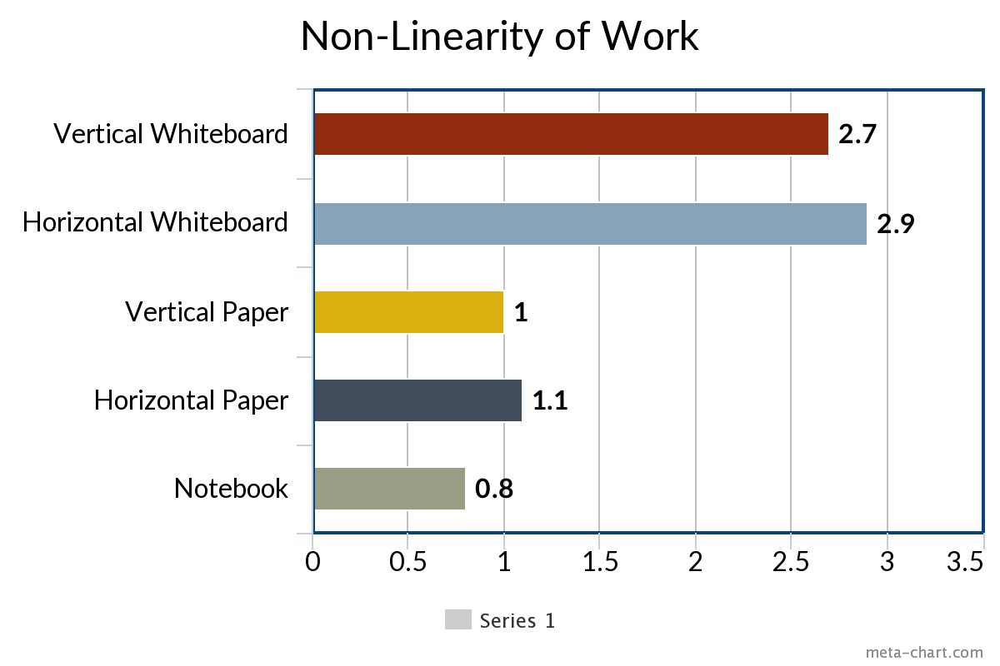 Non-Linearity of Work
Vertical Whiteboard
2.7
Horizontal Whiteboard
2.9
Vertical Paper
1
Horizontal Paper
1.1
Notebook
0.8
0 0.5 1 1.5 2 2.5 3 3.5
Series 1
meta-chart.com